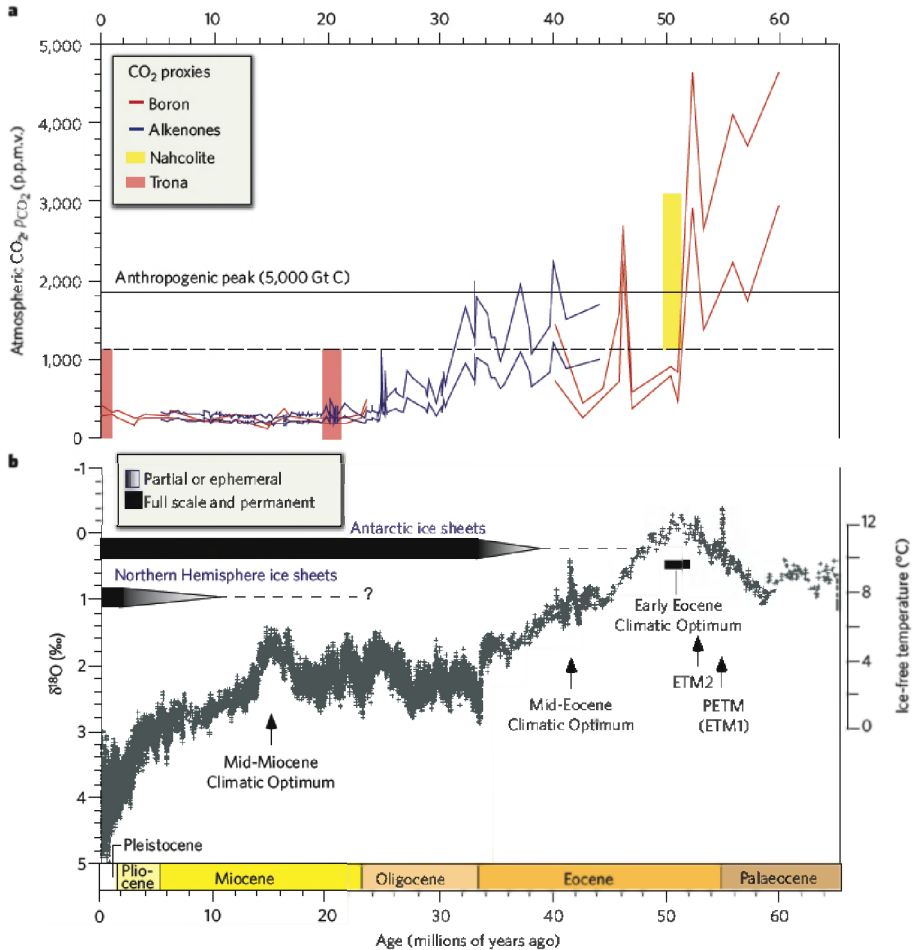 a
0 10 20 30 40 50 60
5,000
4,000
3,000
2,000
1,000
0
Atmospheric CO₂, pCO₂ (p.p.m.v.)
CO₂ proxies
Boron
Alkenones
Nahcolite
Trona
Anthropogenic peak (5,000 Gt C)
b
-1
0
1
2
3
4
5
δ¹⁸O (‰)
Partial or ephemeral
Full scale and permanent
Antarctic ice sheets
Northern Hemisphere ice sheets
?
12
10
8
6
4
2
0
Ice-free temperature (°C)
Early Eocene
Climatic Optimum
ETM2
PETM
(ETM1)
Mid-Eocene
Climatic Optimum
Mid-Miocene
Climatic Optimum
Pleistocene
Plio-
cene
Miocene
Oligocene
Eocene
Palaeocene
0 10 20 30 40 50 60
Age (millions of years ago)